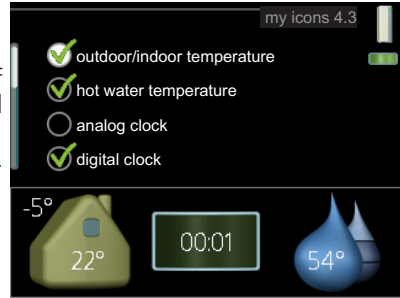 my icons 4.3
outdoor/indoor temperature
hot water temperature
analog clock
digital clock
-5°
22°
00:01
54°